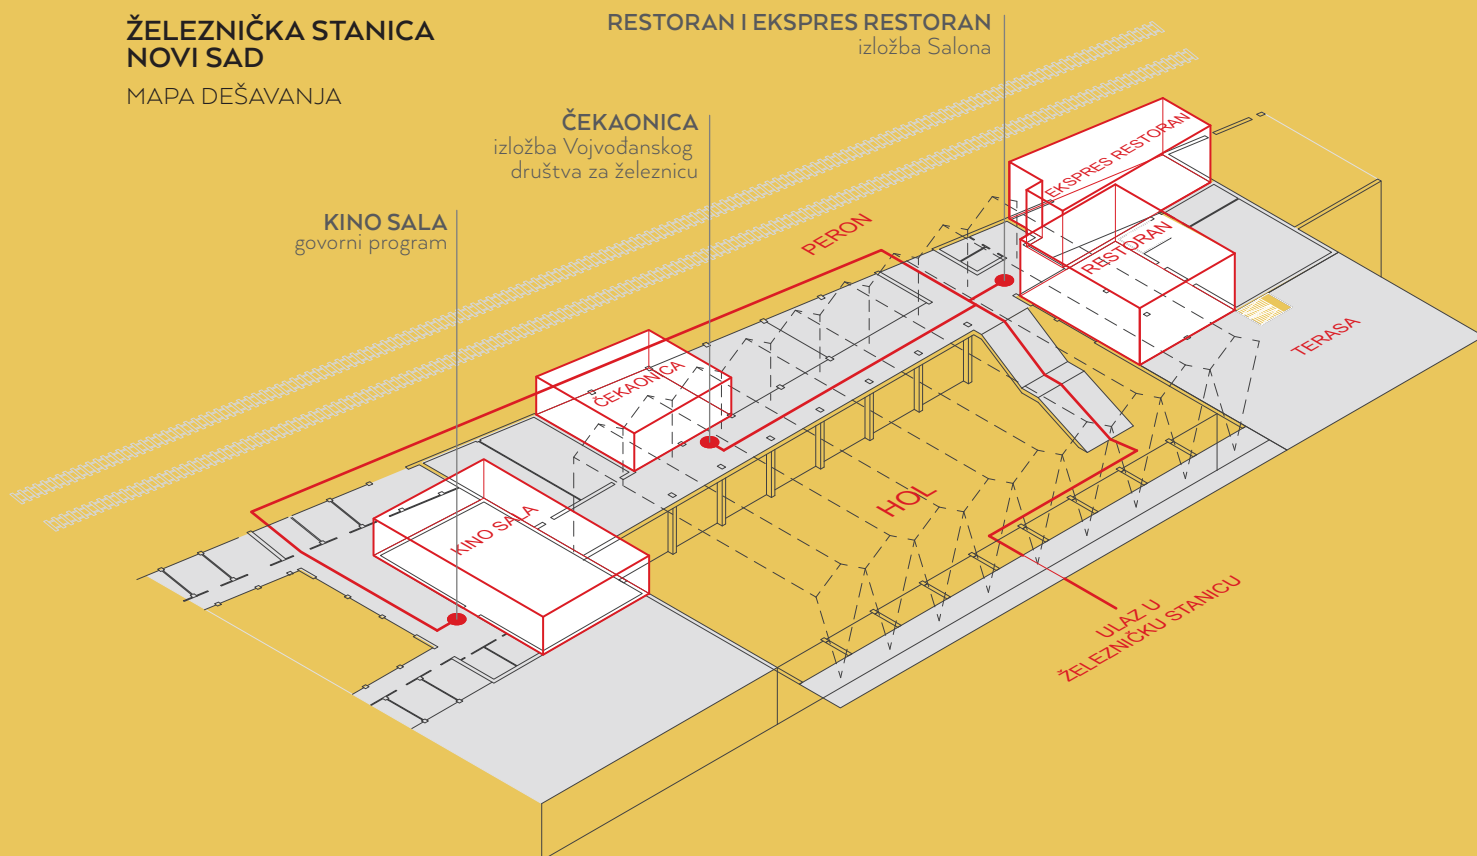 ŽELEZNIČKA STANICA
NOVI SAD
MAPA DEŠAVANJA
RESTORAN I EKSPRES RESTORAN
izložba Salona
ČEKAONICA
izložba Vojvođanskog
društva za železnicu
KINO SALA
govorni program
EKSPRES RESTORAN
RESTORAN
PERON
TERASA
ČEKAONICA
HOL
KINO SALA
ULAZ U
ŽELEZNIČKU STANICU